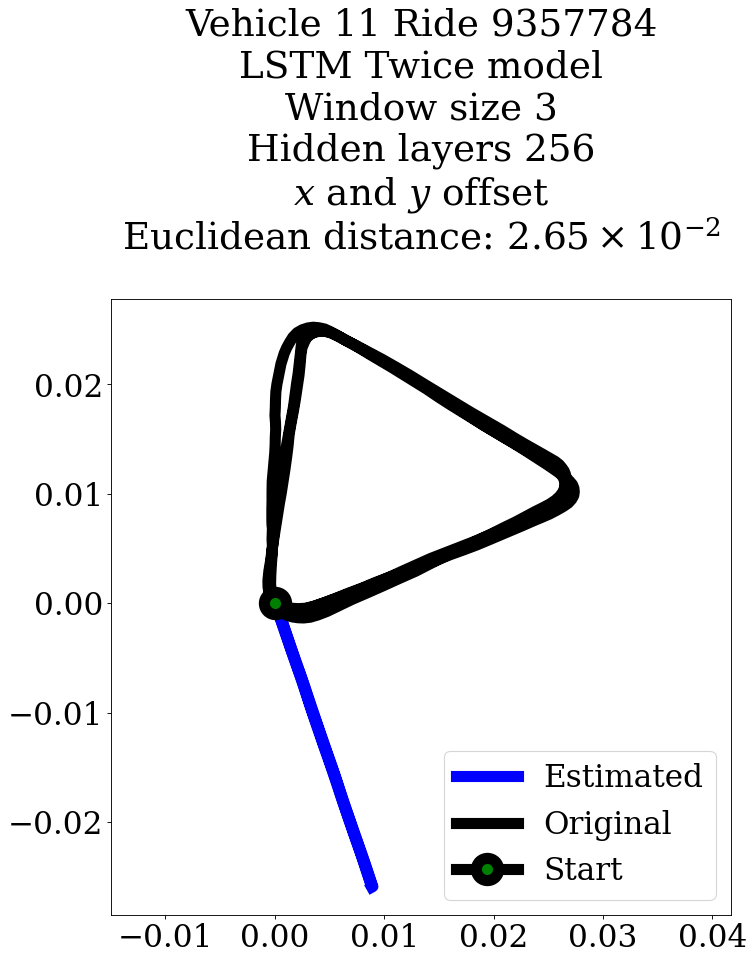 Vehicle 11 Ride 9357784
LSTM Twice model
Window size 3
Hidden layers 256
x and y offset
Euclidean distance: 2.65 × 10⁻²
0.02
0.01
0.00
−0.01
−0.02
Estimated
Original
Start
−0.01 0.00 0.01 0.02 0.03 0.04